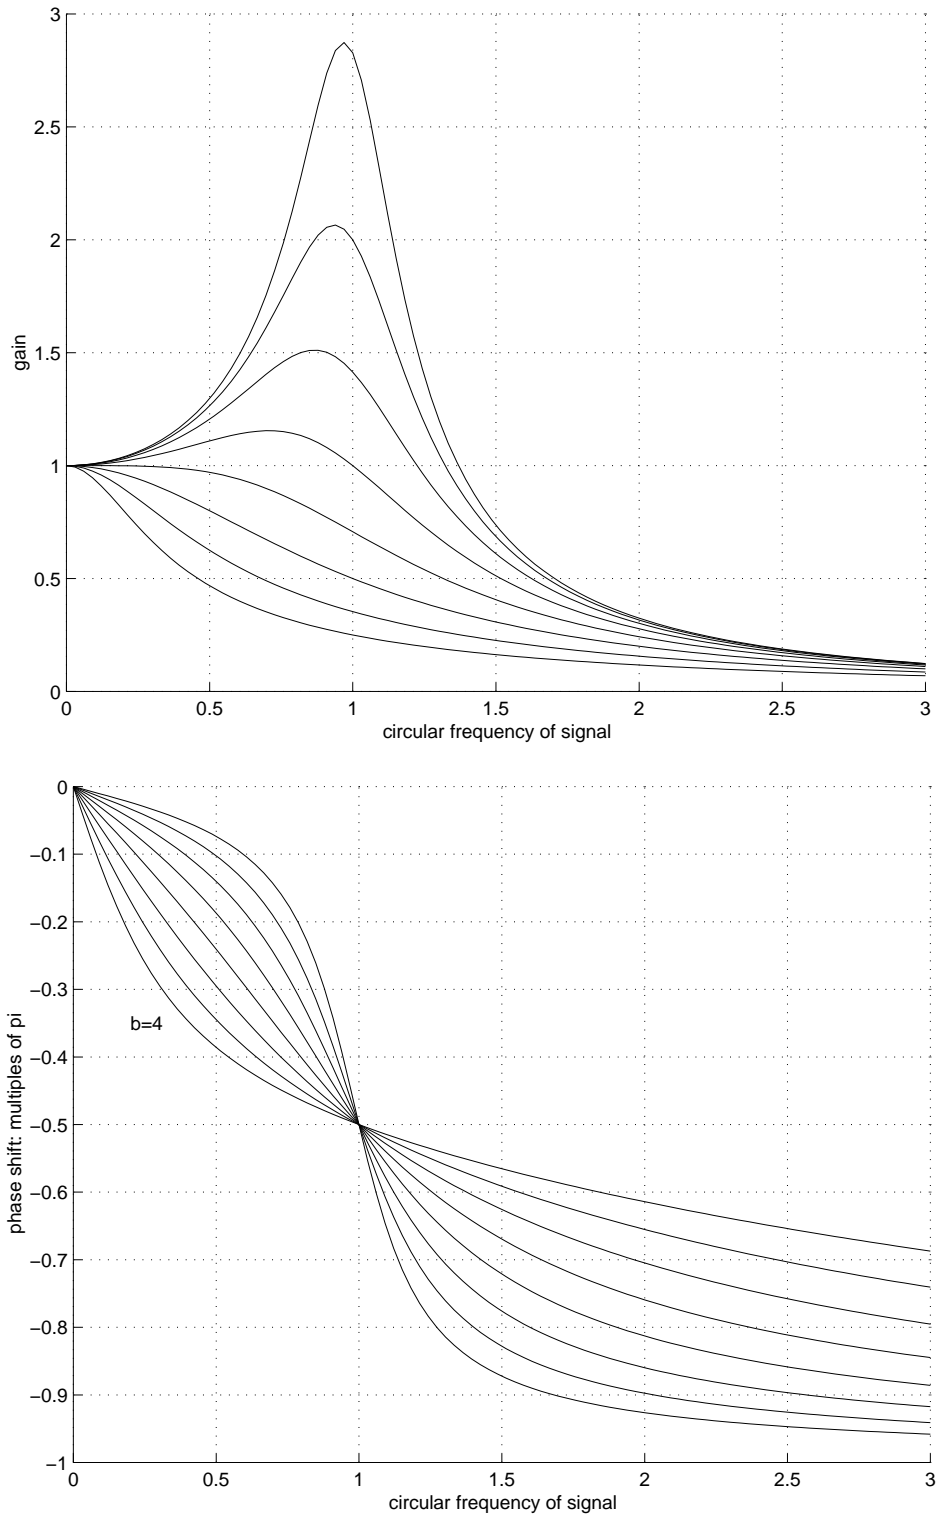 3
2.5
2
1.5
1
0.5
0
gain
0 0.5 1 1.5 2 2.5 3
circular frequency of signal
0
−0.1
−0.2
−0.3
−0.4
−0.5
−0.6
−0.7
−0.8
−0.9
−1
phase shift: multiples of pi
b=4
0 0.5 1 1.5 2 2.5 3
circular frequency of signal